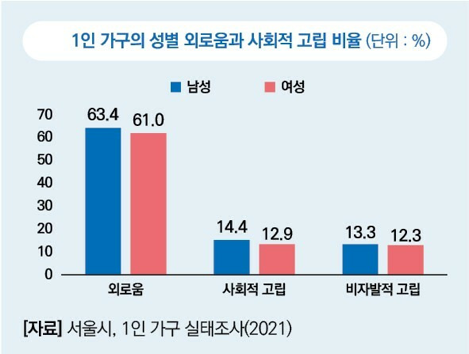 1인 가구의 성별 외로움과 사회적 고립 비율 (단위 : %)
남성 여성
70
60
50
40
30
20
10
0
63.4 61.0
14.4 12.9
13.3 12.3
외로움 사회적 고립 비자발적 고립
[자료] 서울시, 1인 가구 실태조사(2021)